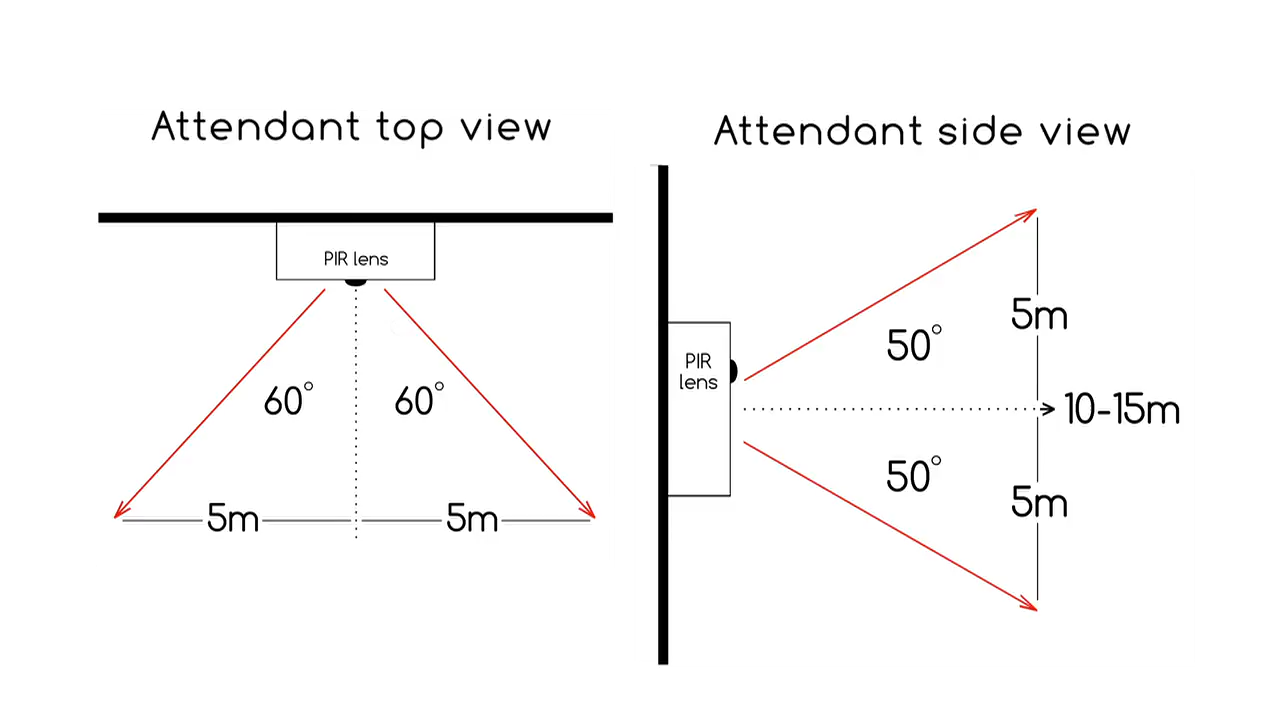 Attendant top view
PIR lens
60°
60°
5m
5m
Attendant side view
PIR
lens
50°
5m
10-15m
50°
5m